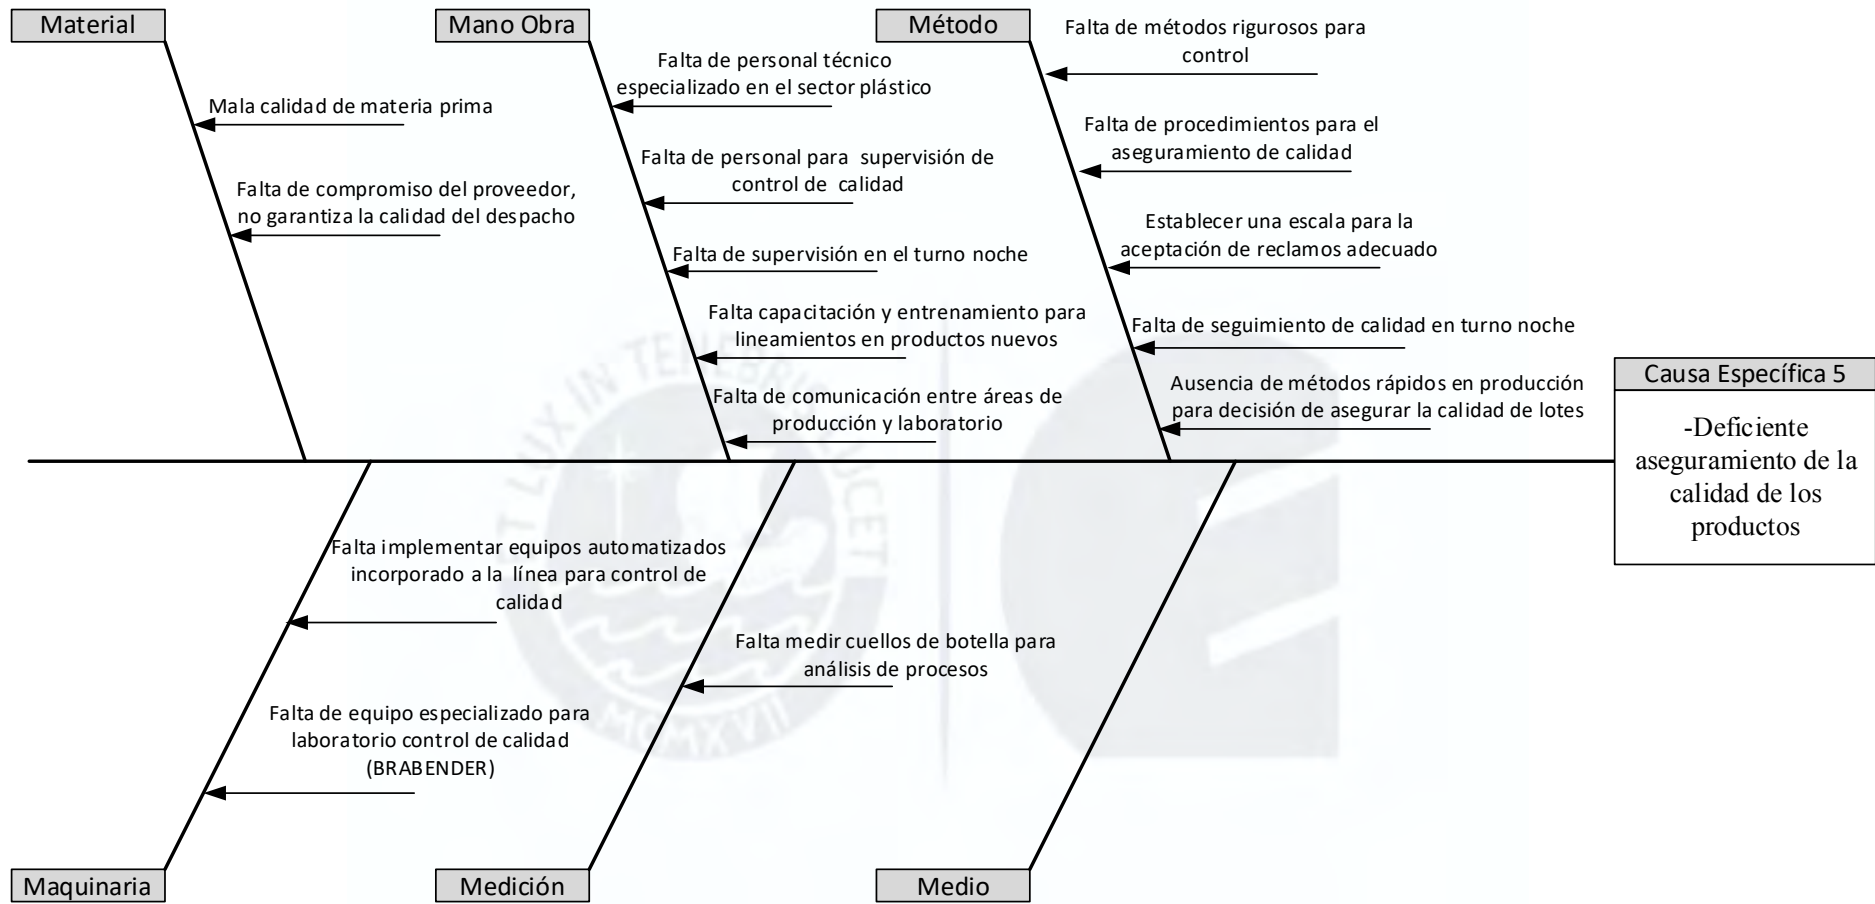 Material
Mala calidad de materia prima
Falta de compromiso del proveedor,
no garantiza la calidad del despacho
Mano Obra
Falta de personal técnico
especializado en el sector plástico
Falta de personal para supervisión de
control de calidad
Falta de supervisión en el turno noche
Falta capacitación y entrenamiento para
lineamientos en productos nuevos
Falta de comunicación entre áreas de
producción y laboratorio
Método
Falta de métodos rigurosos para
control
Falta de procedimientos para el
aseguramiento de calidad
Establecer una escala para la
aceptación de reclamos adecuado
Falta de seguimiento de calidad en turno noche
Ausencia de métodos rápidos en producción
para decisión de asegurar la calidad de lotes
Causa Específica 5
-Deficiente
aseguramiento de la
calidad de los
productos
Falta implementar equipos automatizados
incorporado a la línea para control de
calidad
Falta de equipo especializado para
laboratorio control de calidad
(BRABENDER)
Maquinaria
Falta medir cuellos de botella para
análisis de procesos
Medición
Medio
ET LUX IN TENEBRIS LUCET
MCMXVII